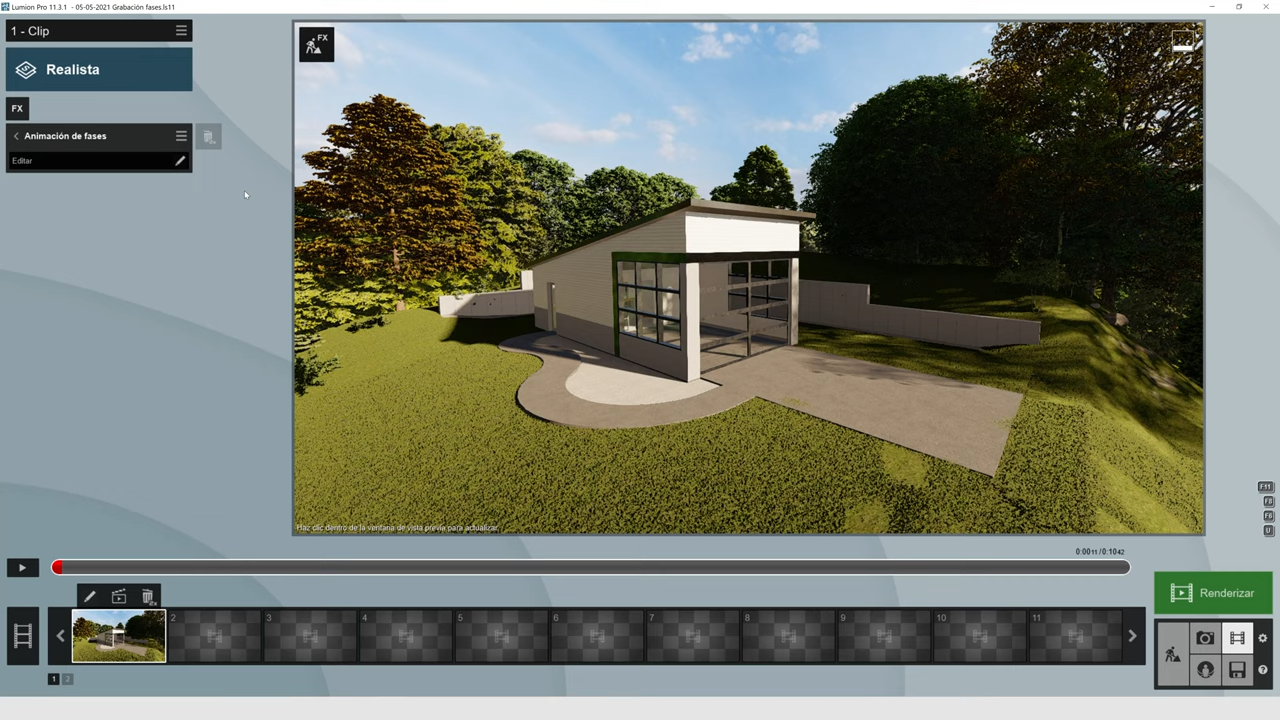 Lumion Pro 11.3.1 - 05-05-2021 Grabación fases.ls11
1 - Clip
FX
Realista
FX
Animación de fases
Editar
Haz clic dentro de la ventana de vista previa para actualizar.
0:00 11 / 0:10 42
Renderizar
2
3
4
5
6
7
8
9
10
11
1
2
F11
U